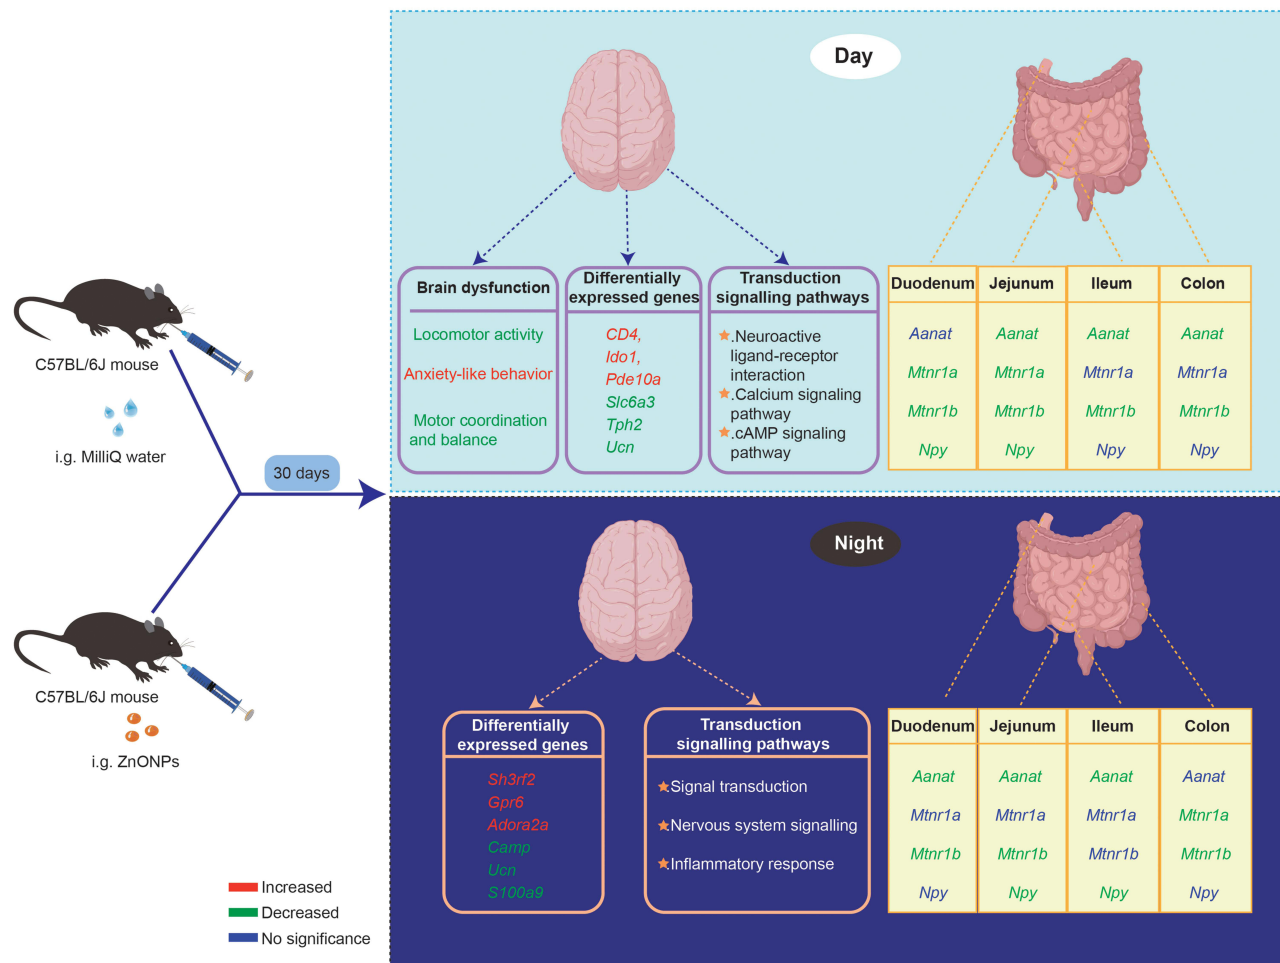 C57BL/6J mouse
i.g. MilliQ water
30 days
C57BL/6J mouse
i.g. ZnONPs
Increased
Decreased
No significance
Day
Brain dysfunction
Locomotor activity
Anxiety-like behavior
Motor coordination
and balance
Differentially
expressed genes
CD4,
Ido1,
Pde10a
Slc6a3
Tph2
Ucn
Transduction
signalling pathways
.Neuroactive
ligand-receptor
interaction
.Calcium signaling
pathway
.cAMP signaling
pathway
Duodenum Jejunum Ileum Colon
Aanat Aanat Aanat Aanat
Mtnr1a Mtnr1a Mtnr1a Mtnr1a
Mtnr1b Mtnr1b Mtnr1b Mtnr1b
Npy Npy Npy Npy
Night
Differentially
expressed genes
Sh3rf2
Gpr6
Adora2a
Camp
Ucn
S100a9
Transduction
signalling pathways
.Signal transduction
.Nervous system signalling
.Inflammatory response
Duodenum Jejunum Ileum Colon
Aanat Aanat Aanat Aanat
Mtnr1a Mtnr1a Mtnr1a Mtnr1a
Mtnr1b Mtnr1b Mtnr1b Mtnr1b
Npy Npy Npy Npy